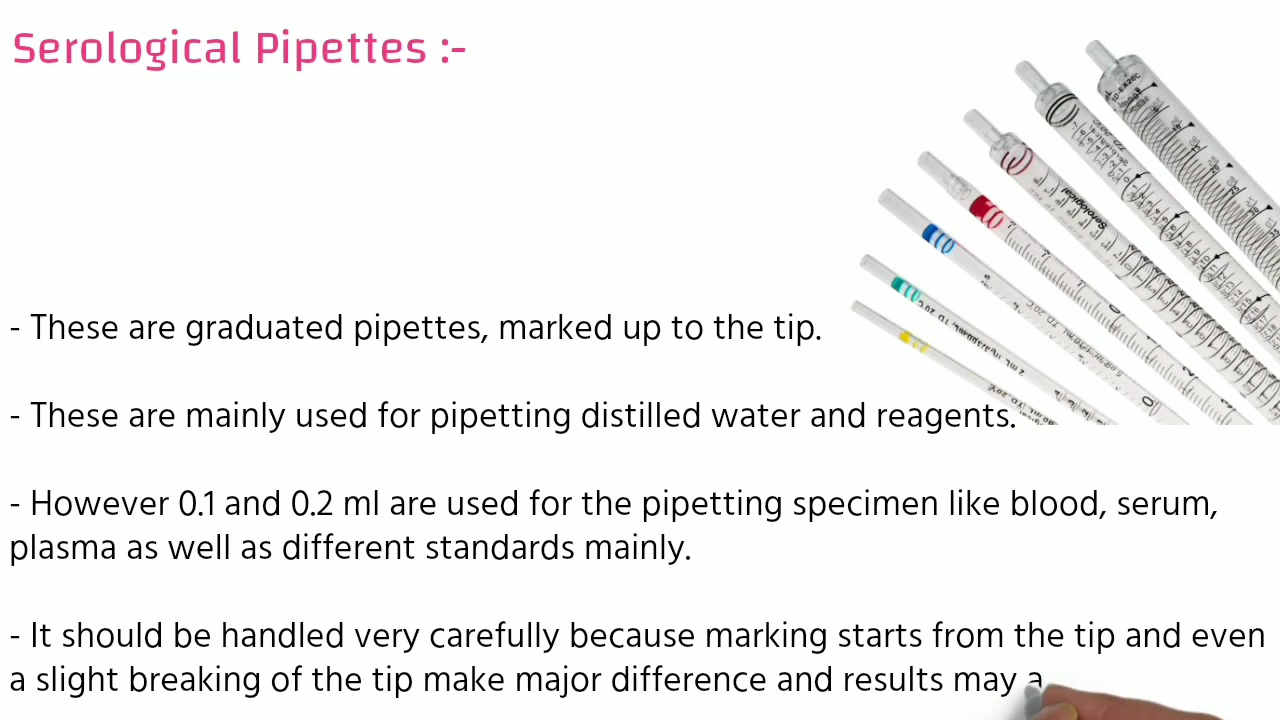 Serological Pipettes :-
- These are graduated pipettes, marked up to the tip.
- These are mainly used for pipetting distilled water and reagents.
- However 0.1 and 0.2 ml are used for the pipetting specimen like blood, serum,
plasma as well as different standards mainly.
- It should be handled very carefully because marking starts from the tip and even
a slight breaking of the tip make major difference and results may a
Serological